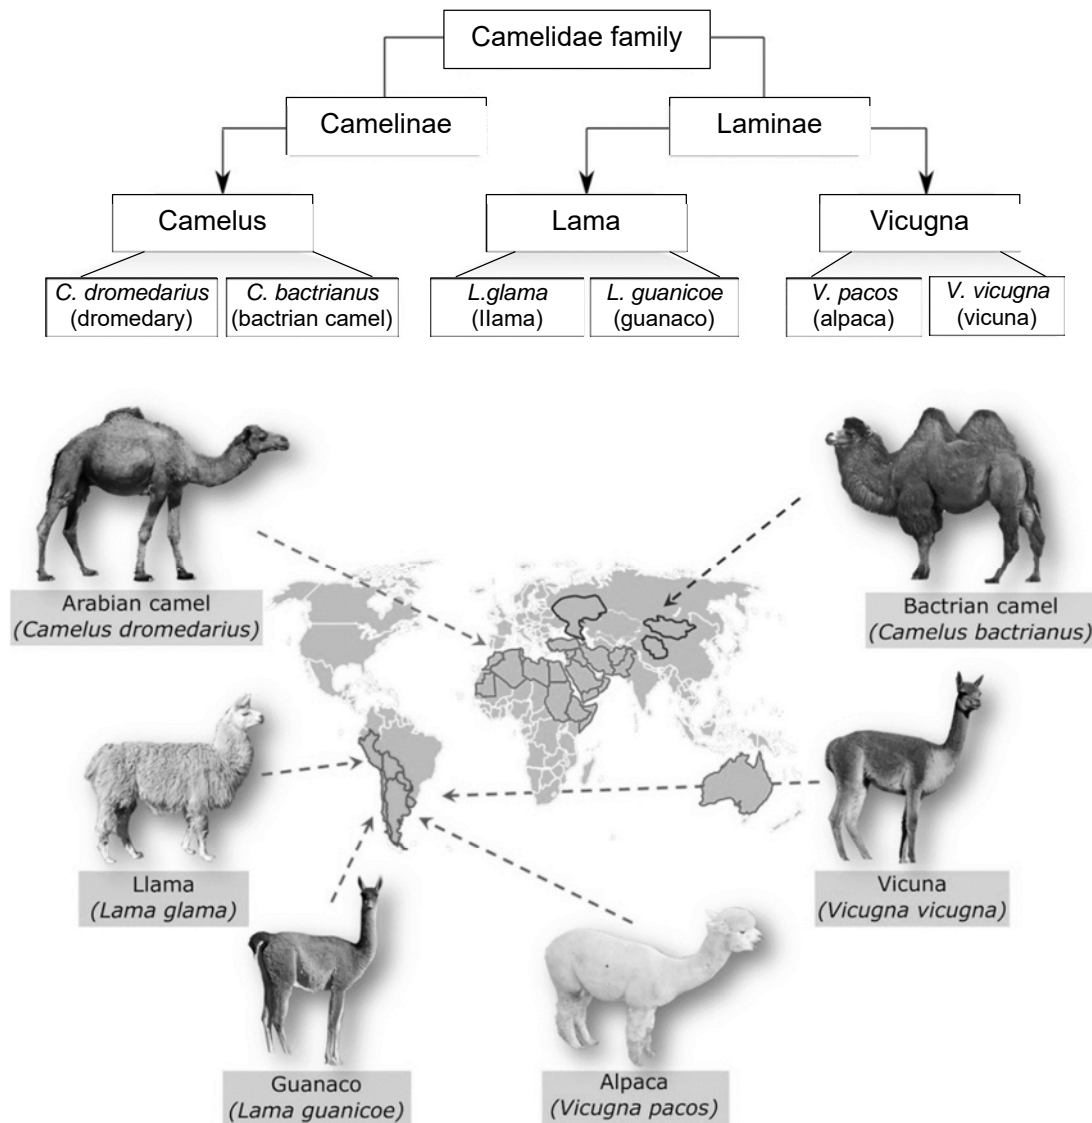 Camelidae family
Camelinae
Laminae
Camelus
Lama
Vicugna
C. dromedarius
(dromedary)
C. bactrianus
(bactrian camel)
L.glama
(llama)
L. guanicoe
(guanaco)
V. pacos
(alpaca)
V. vicugna
(vicuna)
Arabian camel
(Camelus dromedarius)
Bactrian camel
(Camelus bactrianus)
Llama
(Lama glama)
Vicuna
(Vicugna vicugna)
Guanaco
(Lama guanicoe)
Alpaca
(Vicugna pacos)